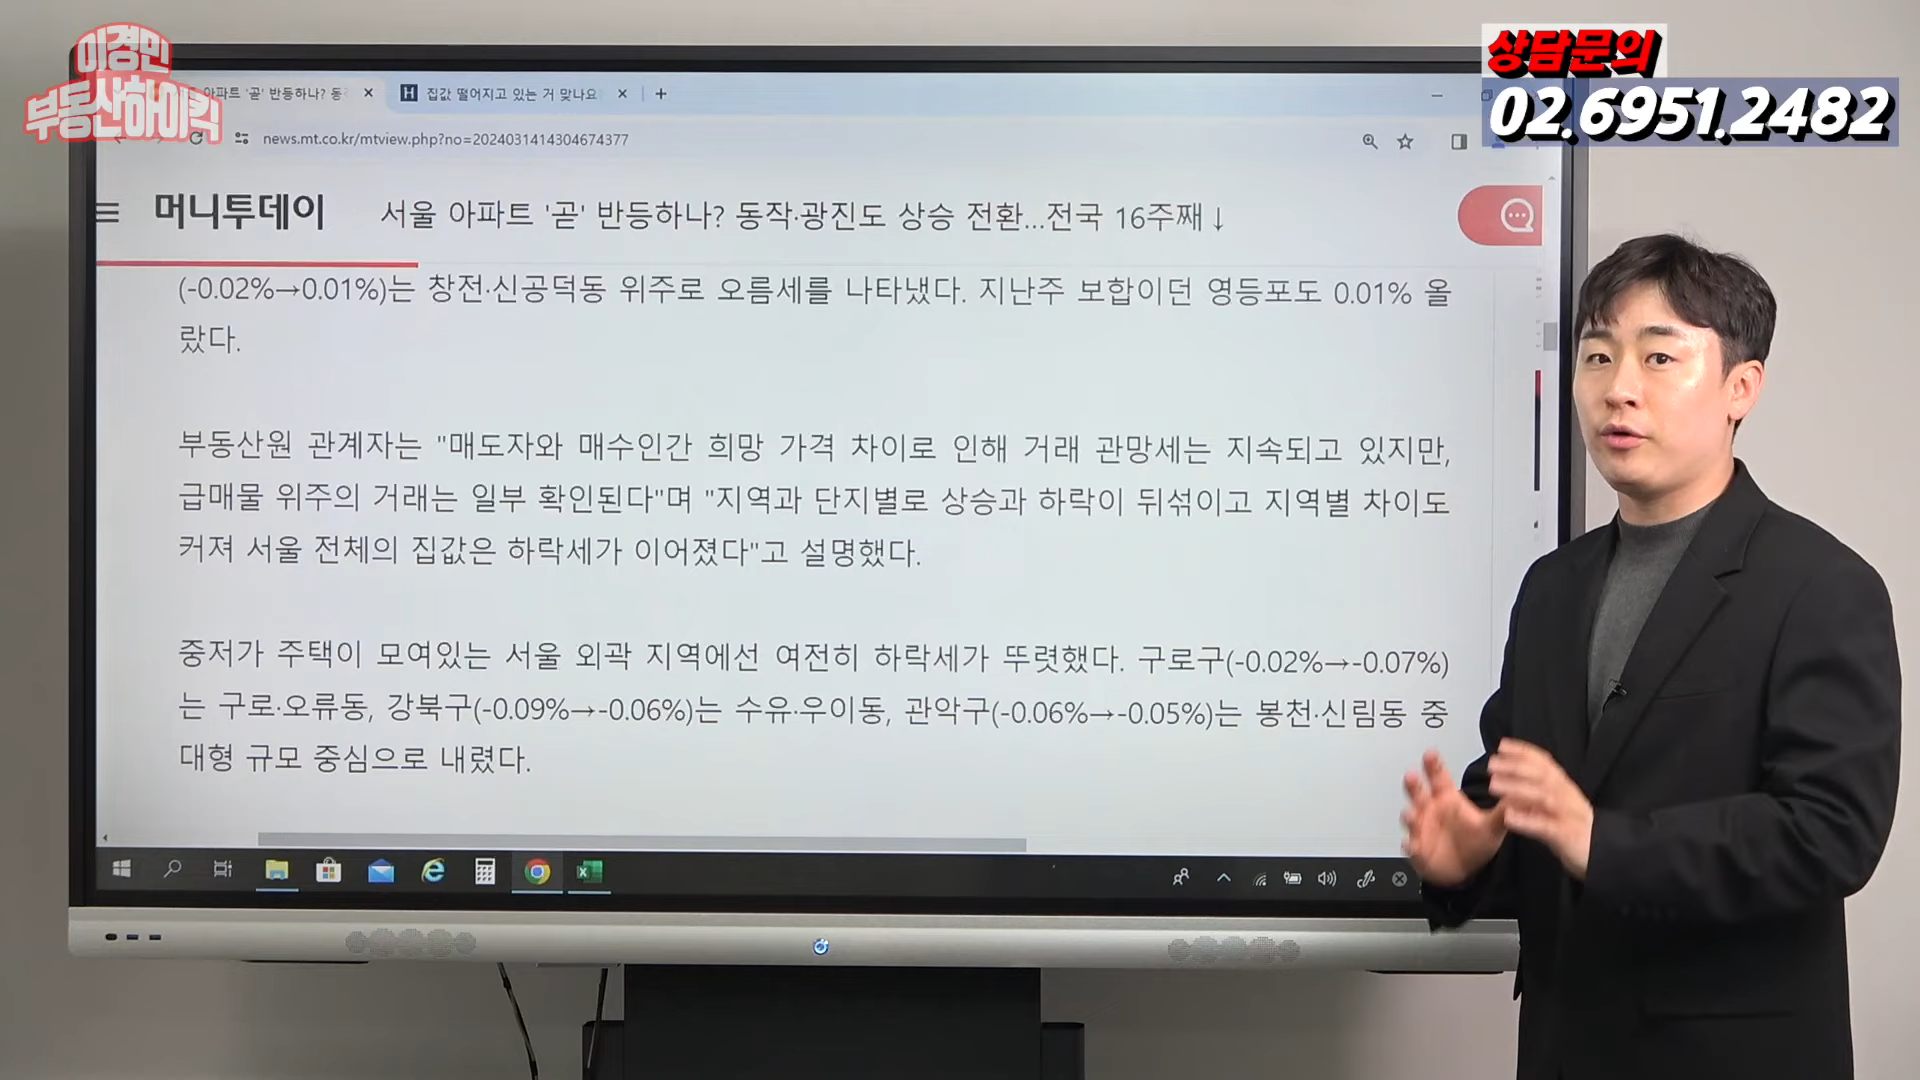 이경민
부동산하이킥
상담문의
02.6951.2482
아파트 '곧' 반등하나? 동
집값 떨어지고 있는 거 맞나요
news.mt.co.kr/mtview.php?no=2024031414304674377
머니투데이
서울 아파트 '곧' 반등하나? 동작·광진도 상승 전환...전국 16주째↓
(-0.02%→0.01%)는 창전·신공덕동 위주로 오름세를 나타냈다. 지난주 보합이던 영등포도 0.01% 올
랐다.
부동산원 관계자는 "매도자와 매수인간 희망 가격 차이로 인해 거래 관망세는 지속되고 있지만,
급매물 위주의 거래는 일부 확인된다"며 "지역과 단지별로 상승과 하락이 뒤섞이고 지역별 차이도
커져 서울 전체의 집값은 하락세가 이어졌다"고 설명했다.
중저가 주택이 모여있는 서울 외곽 지역에선 여전히 하락세가 뚜렷했다. 구로구(-0.02%→-0.07%)
는 구로·오류동, 강북구(-0.09%→-0.06%)는 수유·우이동, 관악구(-0.06%→-0.05%)는 봉천·신림동 중
대형 규모 중심으로 내렸다.